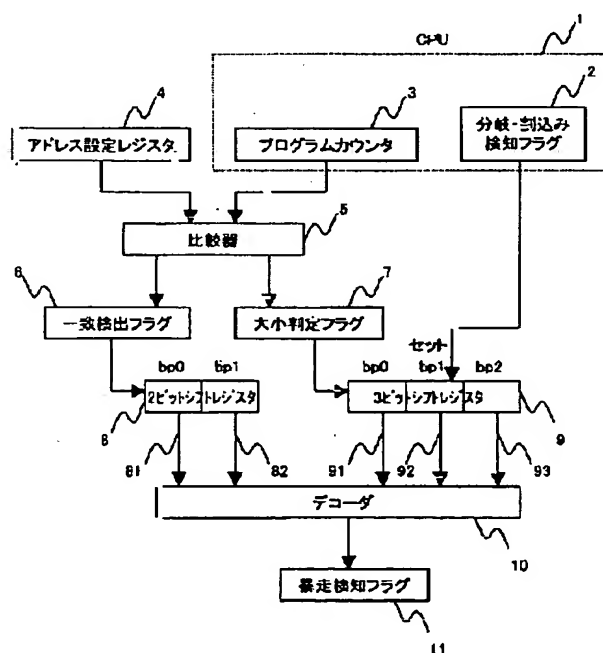 CPU
1
2
4
3
アドレス設定レジスタ
プログラムカウンタ
分岐・割込み
検知フラグ
5
比較器
6
7
一致検出フラグ
大小判定フラグ
セット
bp0 bp1
bp0 bp1 bp2
2ビットシフトレジスタ
3ビットシフトレジスタ
8
9
81
82
91
92
93
デコーダ
10
暴走検知フラグ
11